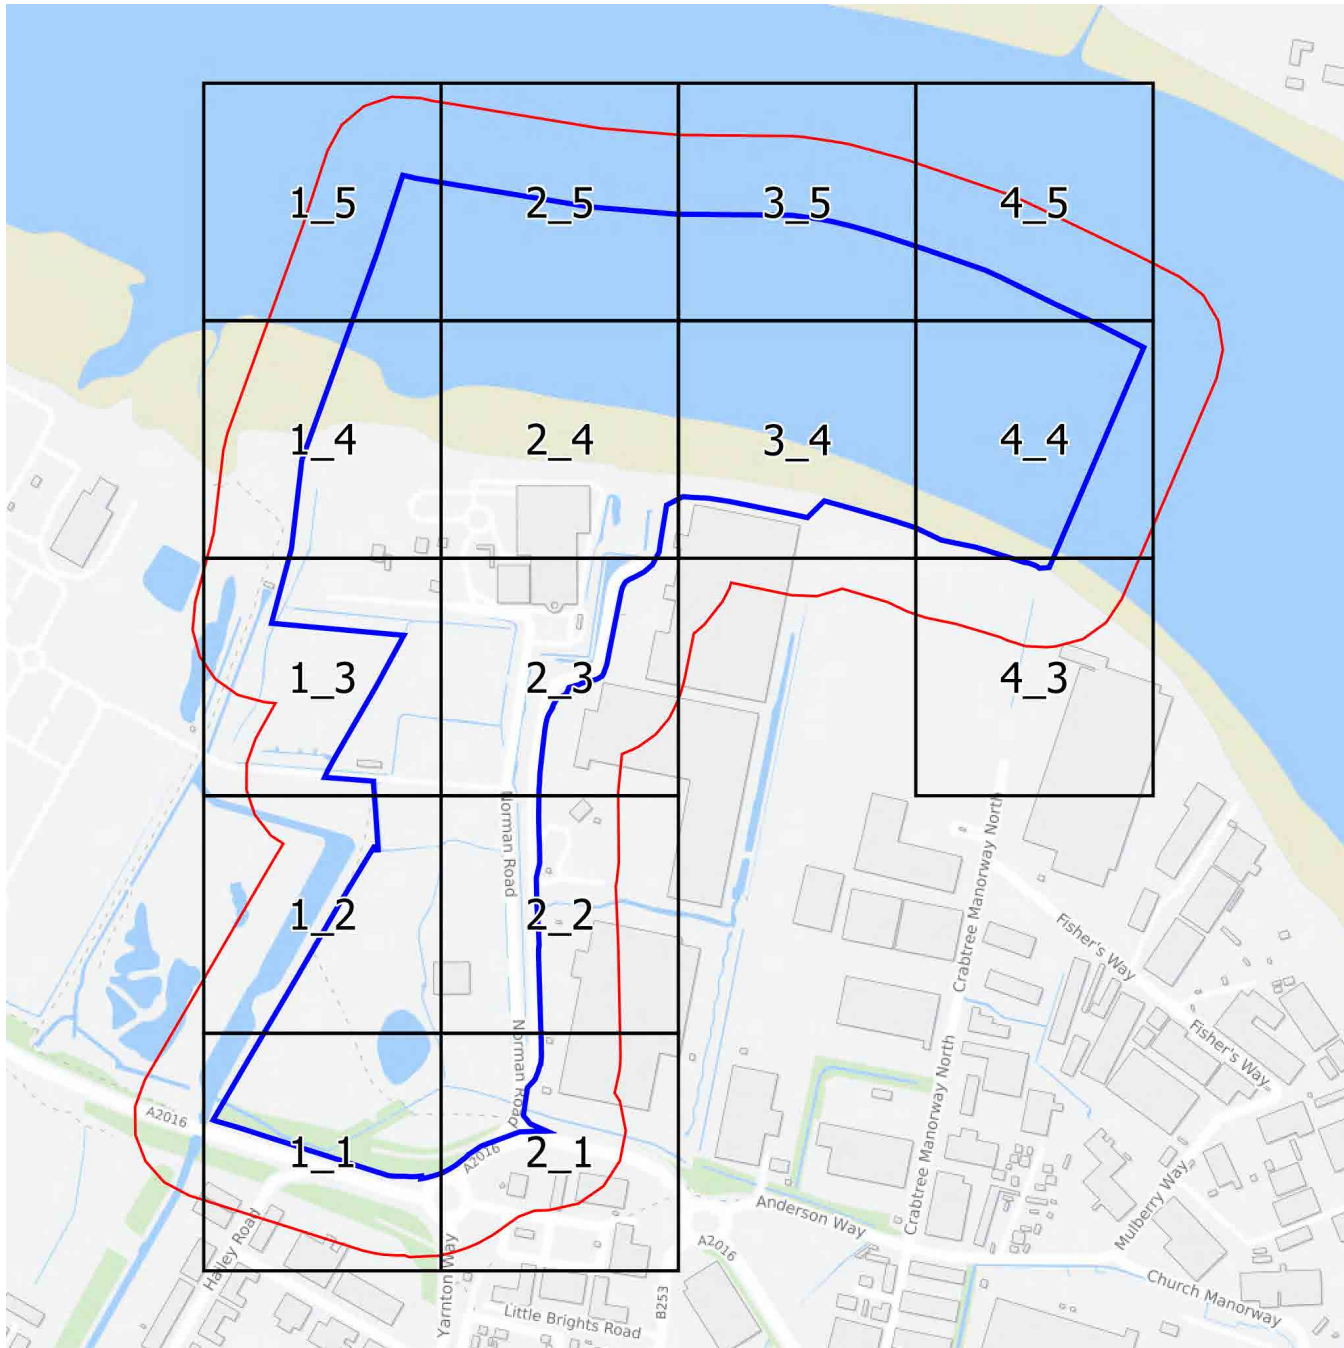 1_5
2_5
3_5
4_5
1_4
2_4
3_4
4_4
1_3
2_3
4_3
Norman Road
Crabtree Manorway North
1_2
2_2
Fisher's Way
Norman Road
Fisher's Way
Crabtree Manorway North
A2016
1_1
A2016
2_1
Mulberry Way
Anderson Way
Hailey Road
Yarnton Way
A2016
Church Manorway
B253
Little Brights Road